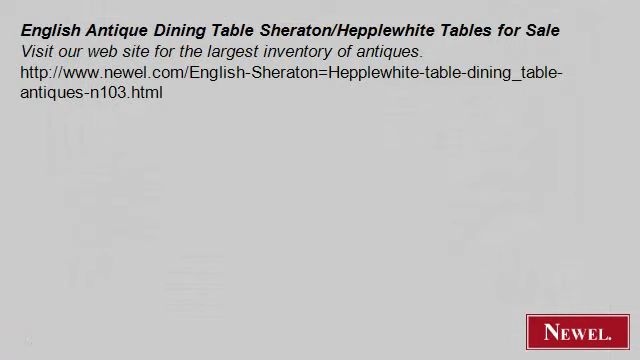 English Antique Dining Table Sheraton/Hepplewhite Tables for Sale
Visit our web site for the largest inventory of antiques.
http://www.newel.com/English-Sheraton=Hepplewhite-table-dining_table-
antiques-n103.html
NEWEL.